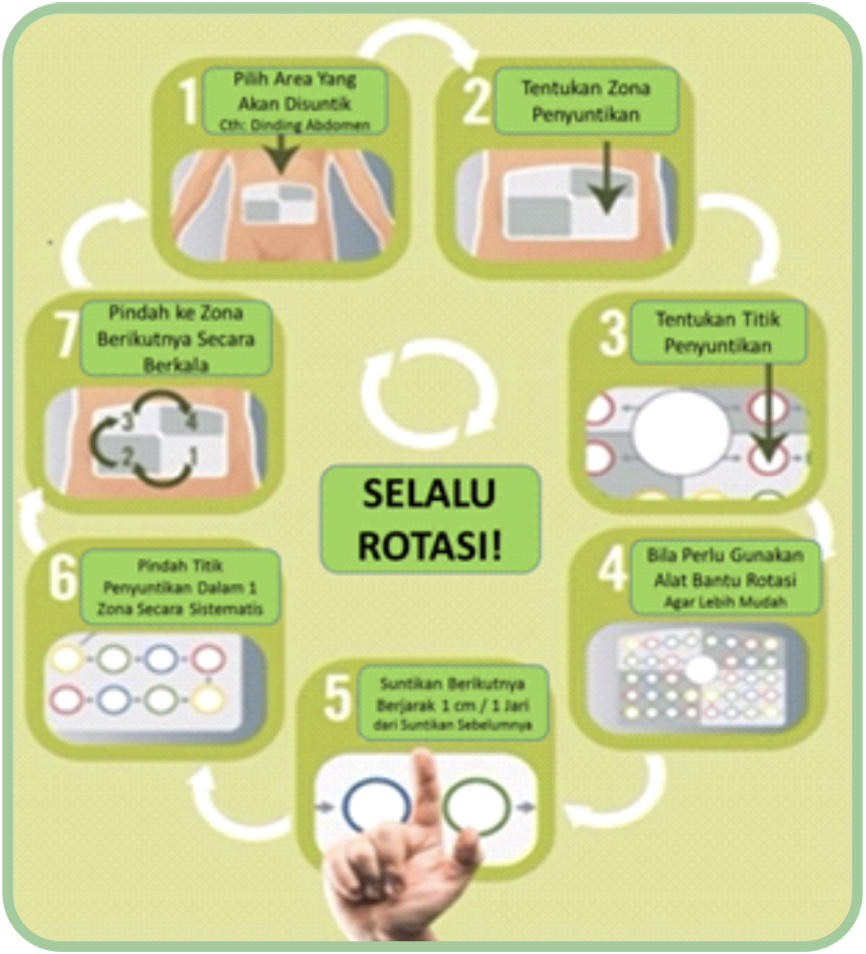 1
Pilih Area Yang
Akan Disuntik
Cth: Dinding Abdomen
2
Tentukan Zona
Penyuntikan
3
Tentukan Titik
Penyuntikan
4
Bila Perlu Gunakan
Alat Bantu Rotasi
Agar Lebih Mudah
5
Suntikan Berikutnya
Berjarak 1 cm / 1 Jari
dari Suntikan Sebelumnya
6
Pindah Titik
Penyuntikan Dalam 1
Zona Secara Sistematis
7
Pindah ke Zona
Berikutnya Secara
Berkala
3 4
2 1
SELALU
ROTASI!